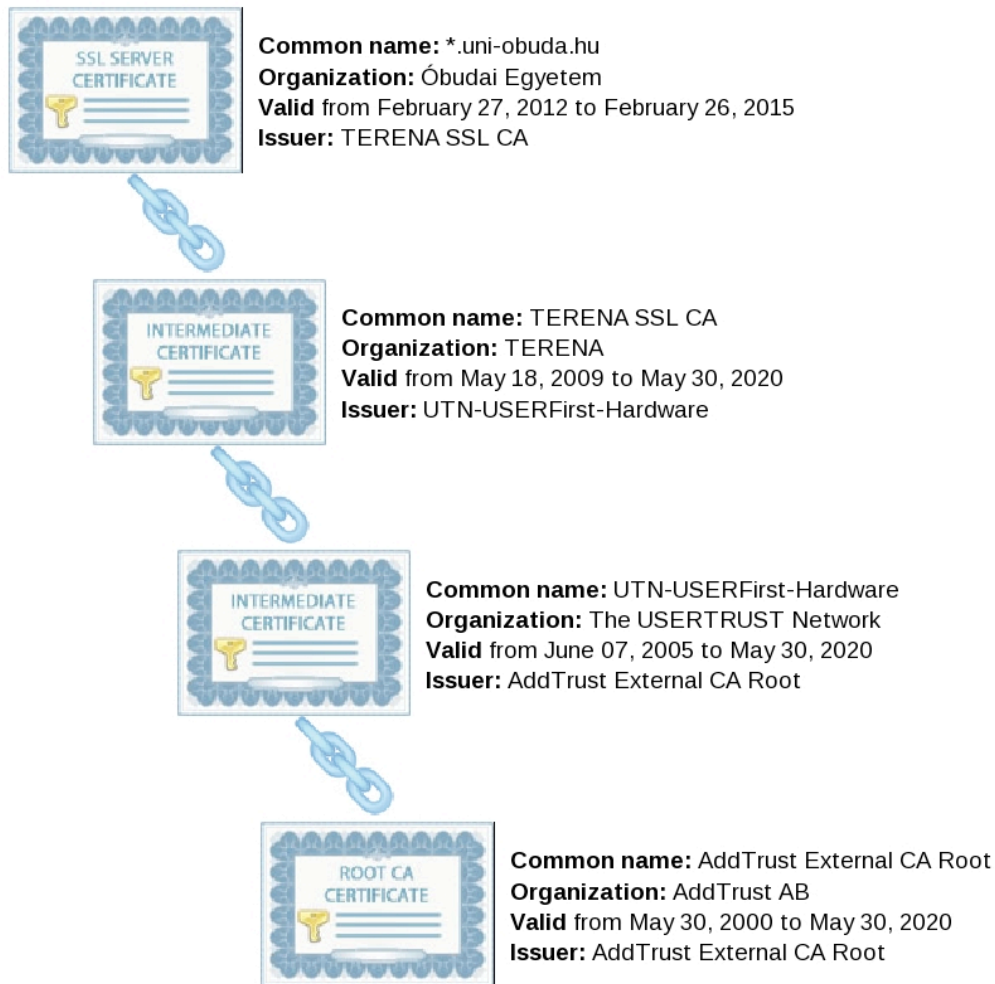 SSL SERVER
CERTIFICATE
Common name: *.uni-obuda.hu
Organization: Óbudai Egyetem
Valid from February 27, 2012 to February 26, 2015
Issuer: TERENA SSL CA
INTERMEDIATE
CERTIFICATE
Common name: TERENA SSL CA
Organization: TERENA
Valid from May 18, 2009 to May 30, 2020
Issuer: UTN-USERFirst-Hardware
INTERMEDIATE
CERTIFICATE
Common name: UTN-USERFirst-Hardware
Organization: The USERTRUST Network
Valid from June 07, 2005 to May 30, 2020
Issuer: AddTrust External CA Root
ROOT CA
CERTIFICATE
Common name: AddTrust External CA Root
Organization: AddTrust AB
Valid from May 30, 2000 to May 30, 2020
Issuer: AddTrust External CA Root